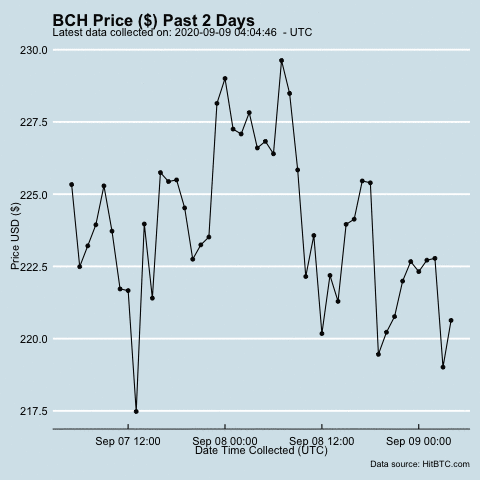 BCH Price ($) Past 2 Days
Latest data collected on: 2020-09-09 04:04:46  - UTC
230.0
227.5
225.0
222.5
220.0
217.5
Price USD ($)
Sep 07 12:00 Sep 08 00:00 Sep 08 12:00 Sep 09 00:00
Date Time Collected (UTC)
Data source: HitBTC.com